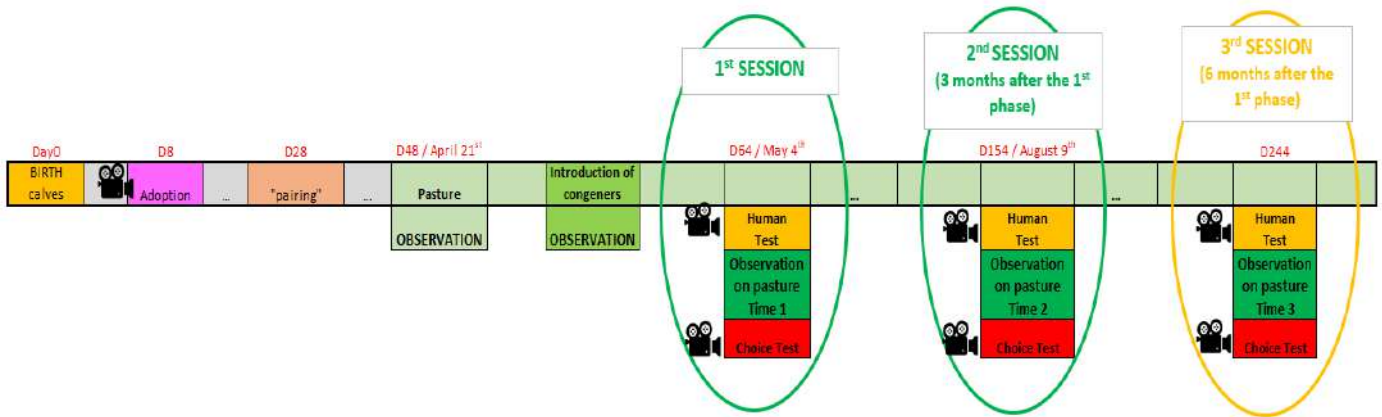 1st SESSION
2nd SESSION
(3 months after the 1st
phase)
3rd SESSION
(6 months after the
1st phase)
Day0
D8
D28
D48 / April 21st
D64 / May 4th
D154 / August 9th
D244
BIRTH
calves
Adoption
...
"pairing"
...
Pasture
Introduction of
congeners
...
...
OBSERVATION
OBSERVATION
Human
Test
Observation
on pasture
Time 1
Choice Test
Human
Test
Observation
on pasture
Time 2
Choice Test
Human
Test
Observation
on pasture
Time 3
Choice Test